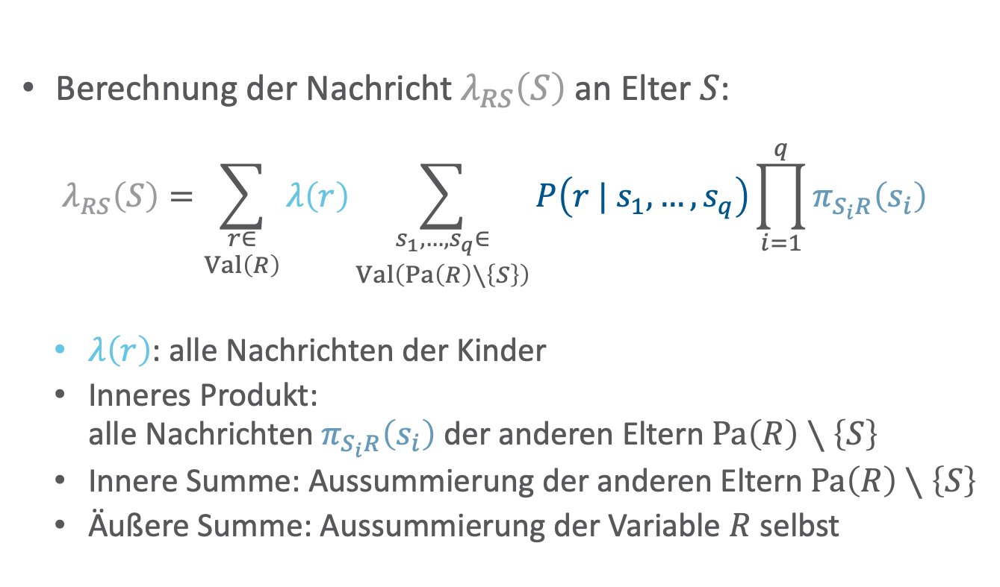 • Berechnung der Nachricht λ_RS(S) an Elter S:
λ_RS(S) = ∑_{r∈Val(R)} λ(r) ∑_{s₁,…,s_q∈Val(Pa(R)\{S})} P(r | s₁, … , s_q) ∏_{i=1}^{q} π_{S_iR}(s_i)
• λ(r): alle Nachrichten der Kinder
• Inneres Produkt:
alle Nachrichten π_{S_iR}(s_i) der anderen Eltern Pa(R) \ {S}
• Innere Summe: Aussummierung der anderen Eltern Pa(R) \ {S}
• Äußere Summe: Aussummierung der Variable R selbst